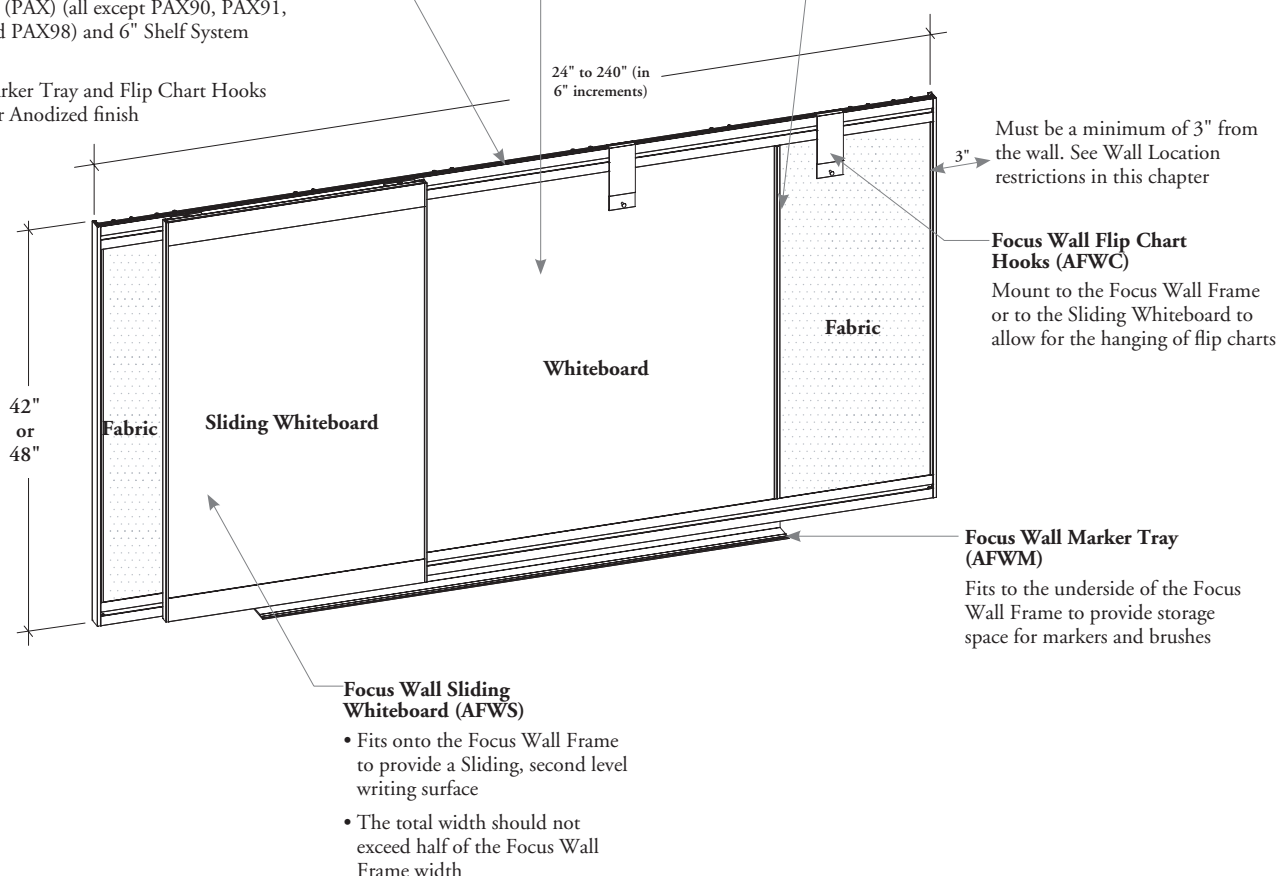 (PAX) (all except PAX90, PAX91,
PAX98) and 6" Shelf System
Tray and Flip Chart Hooks
Anodized finish
24" to 240" (in
6" increments)
3"
Must be a minimum of 3" from
the wall. See Wall Location
restrictions in this chapter
Focus Wall Flip Chart
Hooks (AFWC)
Mount to the Focus Wall Frame
or to the Sliding Whiteboard to
allow for the hanging of flip charts
Fabric
Whiteboard
Sliding Whiteboard
Fabric
42"
or
48"
Focus Wall Marker Tray
(AFWM)
Fits to the underside of the Focus
Wall Frame to provide storage
space for markers and brushes
Focus Wall Sliding
Whiteboard (AFWS)
• Fits onto the Focus Wall Frame
to provide a Sliding, second level
writing surface
• The total width should not
exceed half of the Focus Wall
Frame width